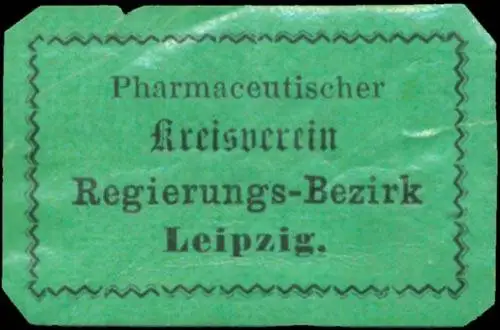 Pharmaceutischer
Kreisverein
Regierungs-Bezirk
Leipzig.